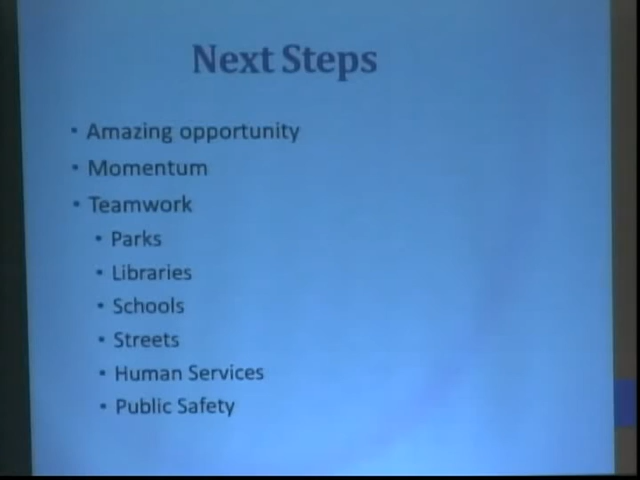 Next Steps
• Amazing opportunity
• Momentum
• Teamwork
• Parks
• Libraries
• Schools
• Streets
• Human Services
• Public Safety